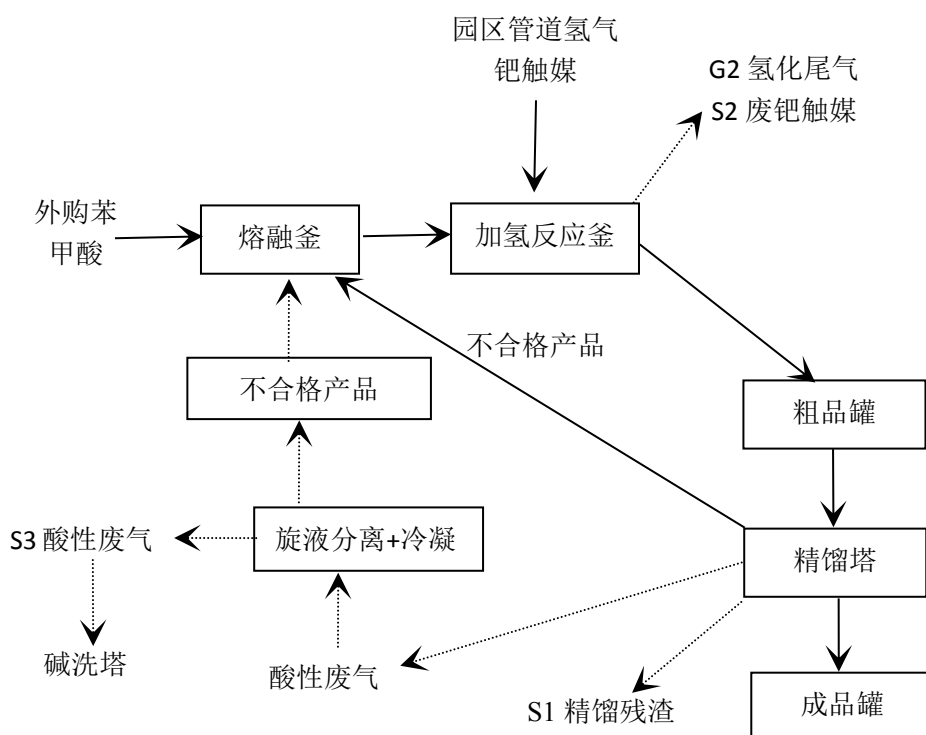 园区管道氢气
钯触媒
G2 氢化尾气
S2 废钯触媒
外购苯
甲酸
熔融釜
加氢反应釜
不合格产品
不合格产品
粗品罐
S3 酸性废气
旋液分离+冷凝
精馏塔
碱洗塔
酸性废气
S1 精馏残渣
成品罐